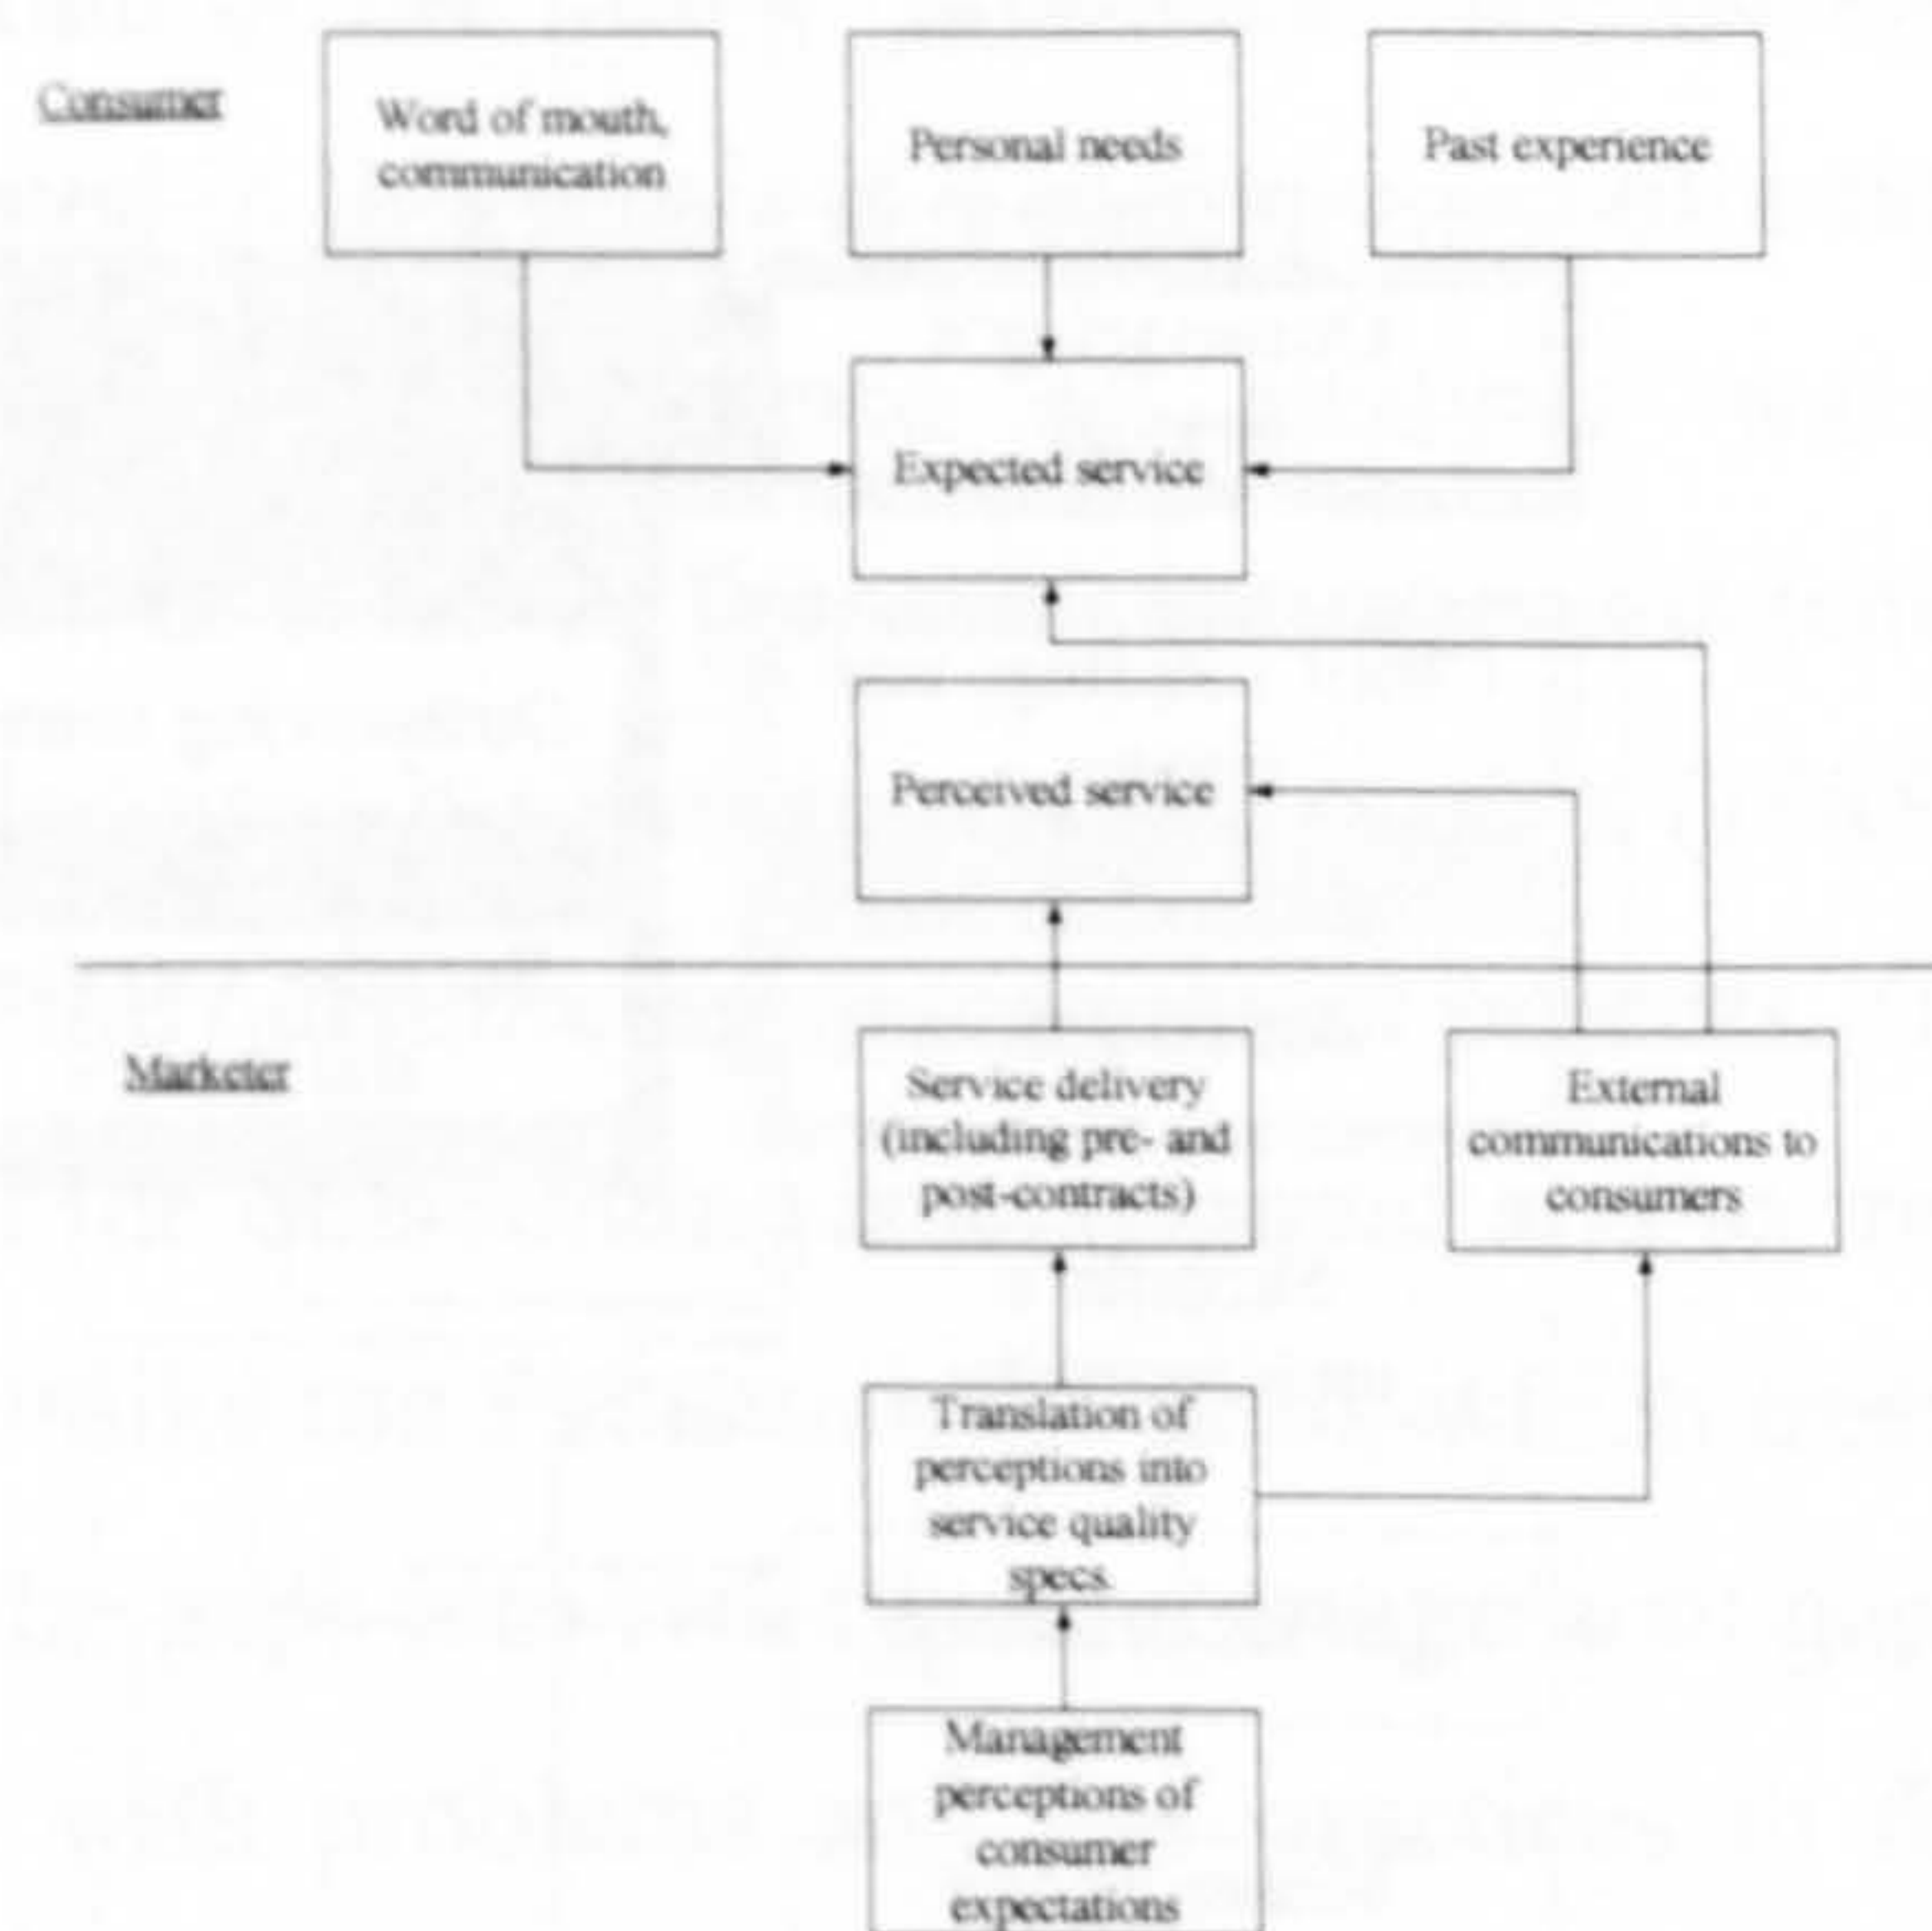 Consumer
Word of mouth,
communication
Personal needs
Past experience
Expected service
Perceived service
Marketer
Service delivery
(including pre- and
post-contracts)
External
communications to
consumers
Translation of
perceptions into
service quality
specs.
Management
perceptions of
consumer
expectations